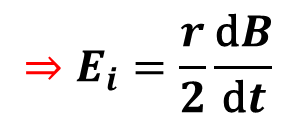 ⇒ E_i = r/2 dB/dt